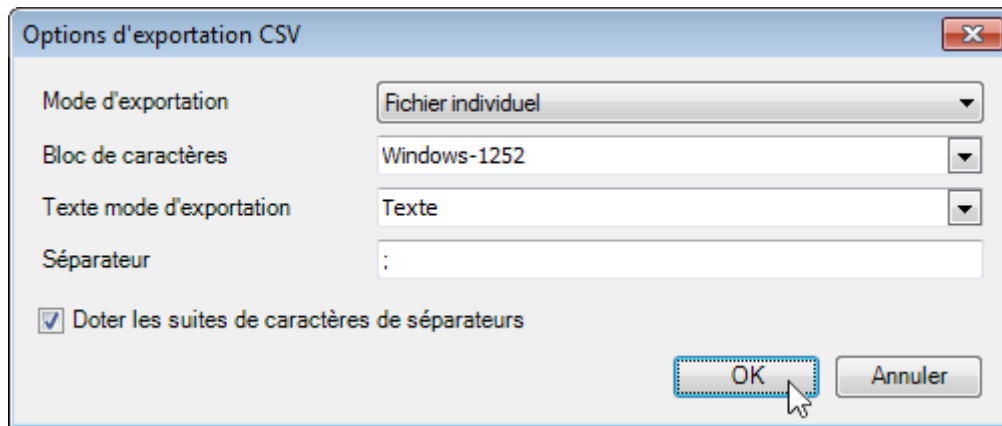 Options d'exportation CSV
Mode d'exportation Fichier individuel
Bloc de caractères Windows-1252
Texte mode d'exportation Texte
Séparateur ;
Doter les suites de caractères de séparateurs
OK Annuler